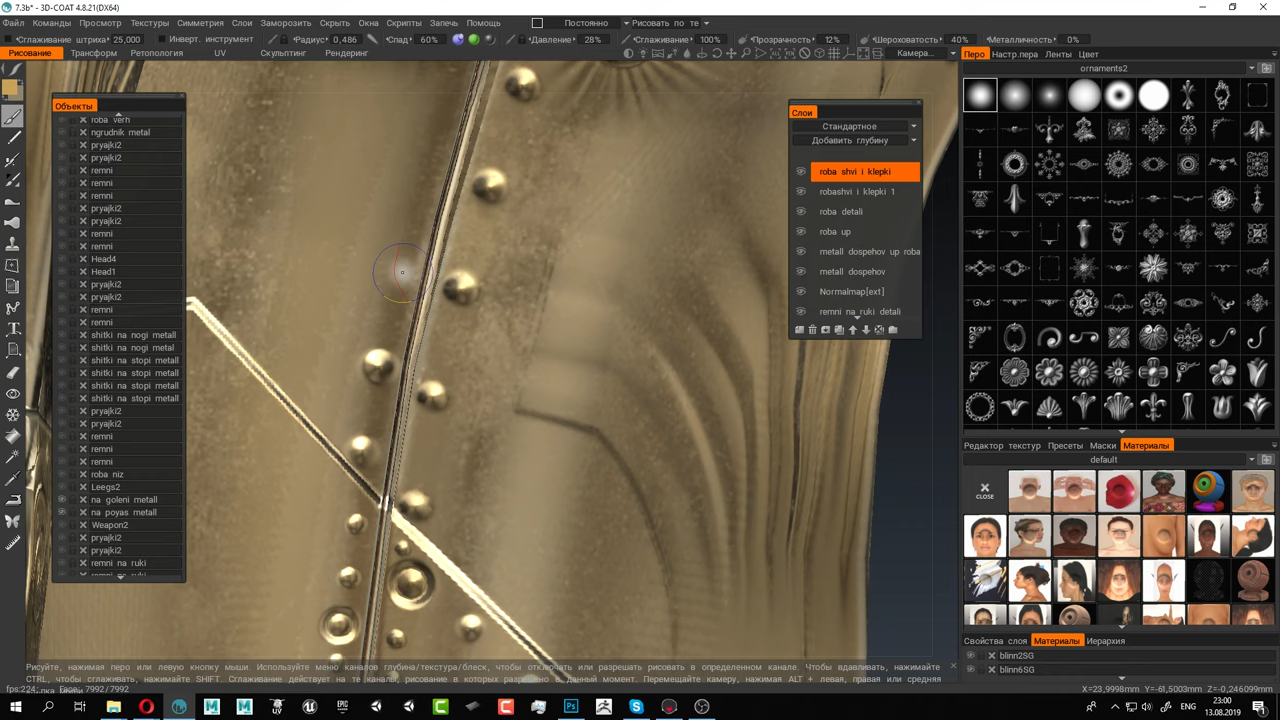 7.3b* - 3D-COAT 4.8.21(DX64)
Файл Команды Просмотр Текстуры Симметрия Слои Заморозить Скрыть Окна Скрипты Запечь Помощь Постоянно Рисовать по те
Сглаживание штриха 25,000 Инверт. инструмент Радиус 0,486 Спад 60% Давление 28% Сглаживание 100% Прозрачность 12% Шероховатость 40% Металличность 0%
Рисование Трансформ Ретопология UV Скульптинг Рендеринг Камера...
Перо Настр.пера Ленты Цвет
ornaments2
Объекты
roba verh
ngrudnik metal
pryajki2
pryajki2
remni
remni
remni
pryajki2
pryajki2
remni
remni
Head4
Head1
pryajki2
pryajki2
remni
remni
shitki na nogi metall
shitki na nogi metal
shitki na stopi metall
shitki na stopi metall
shitki na stopi metall
shitki na stopi metall
pryajki2
pryajki2
remni
remni
remni
roba niz
Leegs2
na goleni metall
na poyas metall
Weapon2
pryajki2
pryajki2
remni na ruki
remni na ruki
Слои
Стандартное
Добавить глубину
roba shvi i klepki
robashvi i klepki 1
roba detali
roba up
metall dospehov up roba
metall dospehov
Normalmap[ext]
remni na ruki detali
Редактор текстур Пресеты Маски Материалы
default
CLOSE
Свойства слоя Материалы Иерархия
blinn2SG
blinn6SG
Рисуйте, нажимая перо или левую кнопку мыши. Используйте меню каналов глубина/текстура/блеск, чтобы отключать или разрешать рисовать в определенном канале. Чтобы вдавливать, нажимайте
CTRL, чтобы сглаживать, нажимайте SHIFT. Сглаживание действует на те каналы, рисование в которых разрешено в данный момент. Перемещайте камеру, нажимая ALT + левая, правая или средняя
fps:224;
7992/7992
X=23,9998mm Y=-61,5003mm Z=-0,246099mm
ENG
23:00
13.08.2019